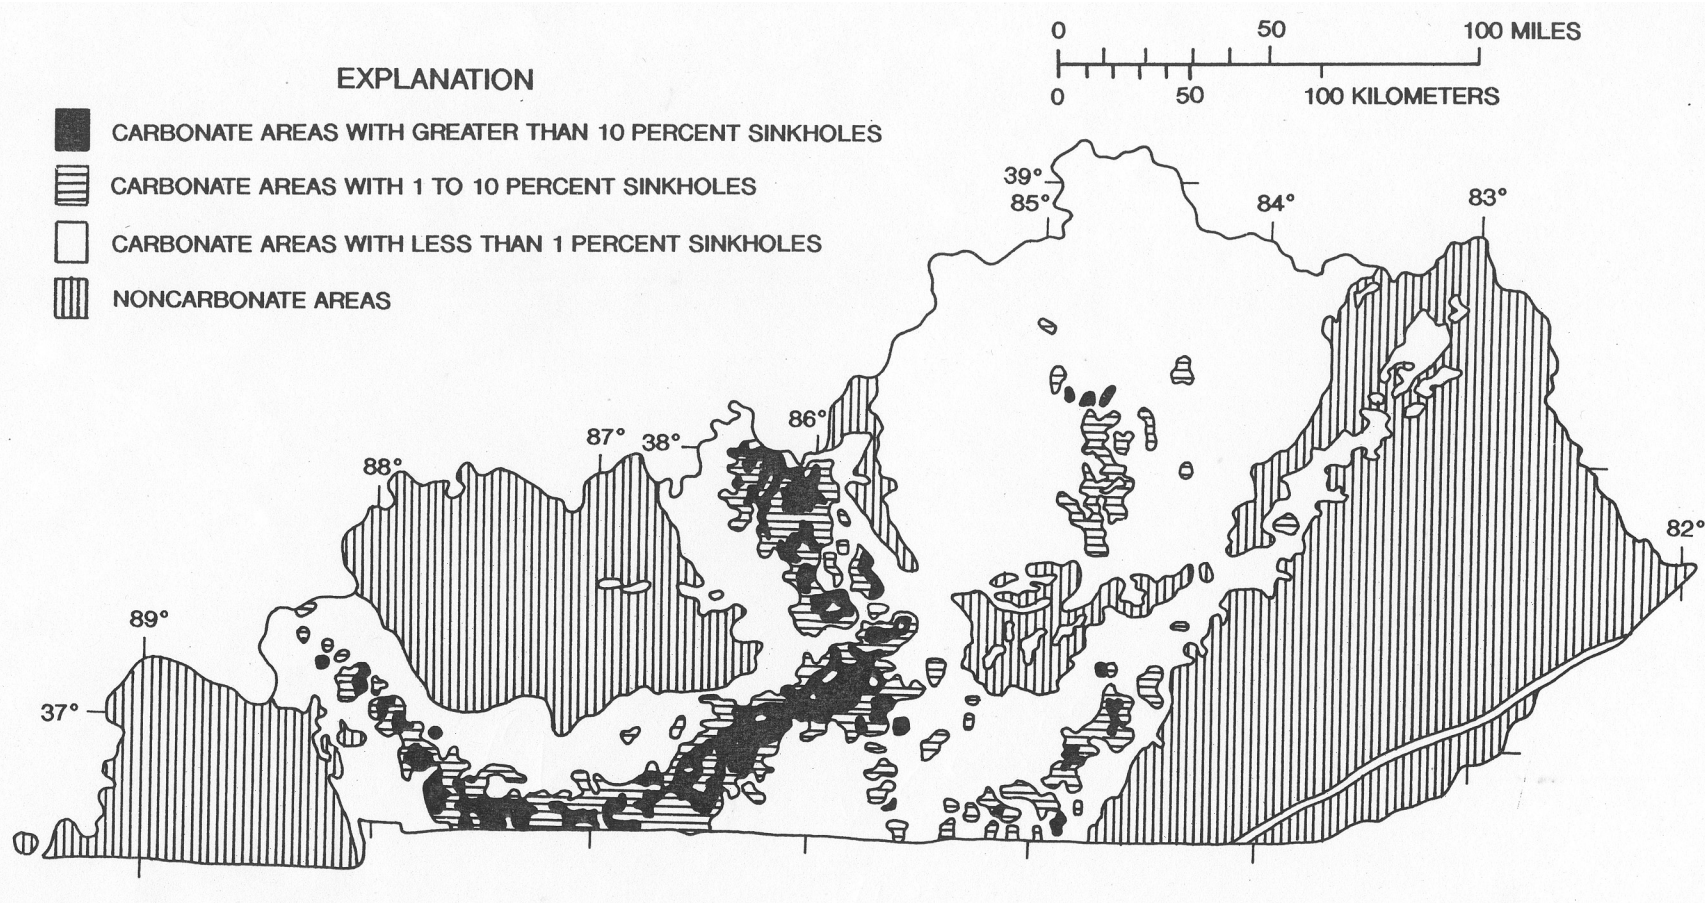 0 50 100 MILES
0 50 100 KILOMETERS
EXPLANATION
CARBONATE AREAS WITH GREATER THAN 10 PERCENT SINKHOLES
CARBONATE AREAS WITH 1 TO 10 PERCENT SINKHOLES
CARBONATE AREAS WITH LESS THAN 1 PERCENT SINKHOLES
NONCARBONATE AREAS
39°
85°
84°
83°
86°
87°
38°
88°
82°
89°
37°